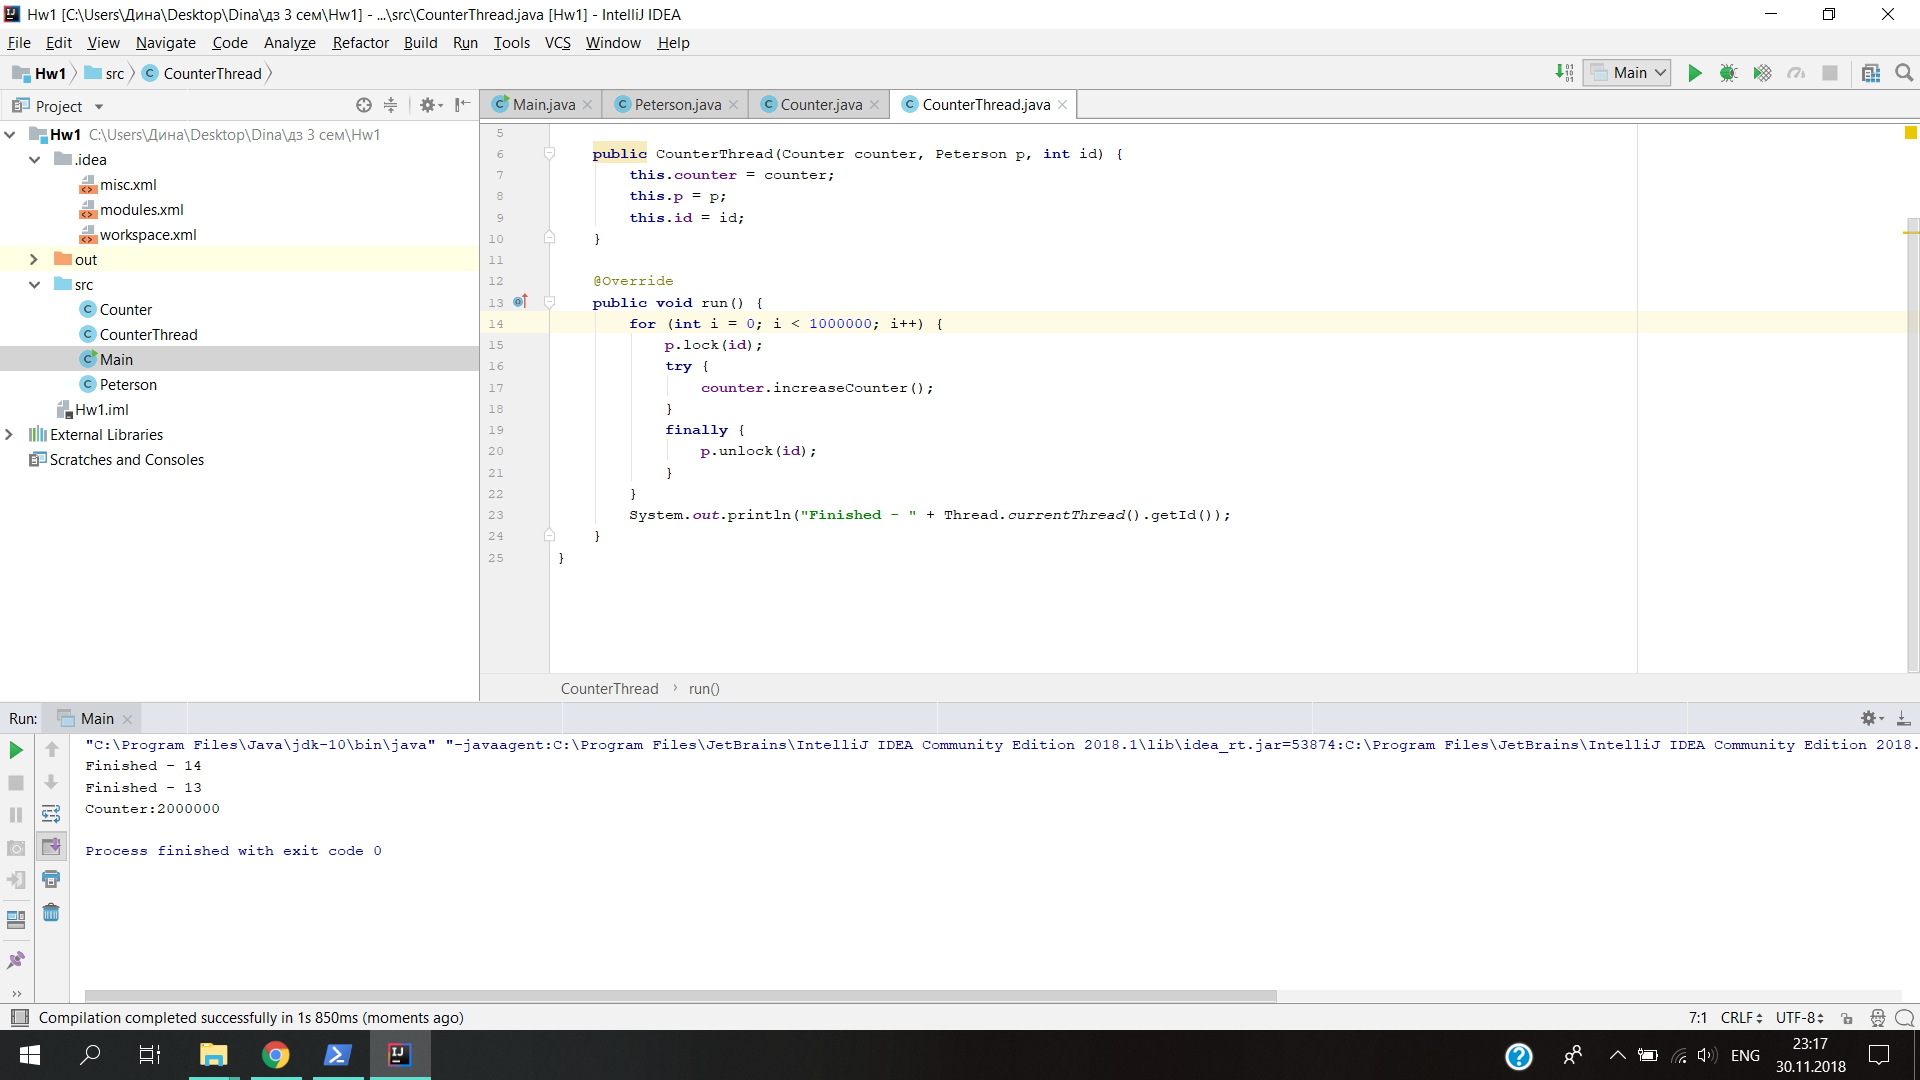 Hw1 [C:\Users\Дина\Desktop\Dina\дз 3 сем\Hw1] - ...\src\CounterThread.java [Hw1] - IntelliJ IDEA
File Edit View Navigate Code Analyze Refactor Build Run Tools VCS Window Help
Hw1 src CounterThread
Main
Project
Main.java Peterson.java Counter.java CounterThread.java
Hw1 C:\Users\Дина\Desktop\Dina\дз 3 сем\Hw1
.idea
misc.xml
modules.xml
workspace.xml
out
src
Counter
CounterThread
Main
Peterson
Hw1.iml
External Libraries
Scratches and Consoles
5
6 public CounterThread(Counter counter, Peterson p, int id) {
7 this.counter = counter;
8 this.p = p;
9 this.id = id;
10 }
11
12 @Override
13 public void run() {
14 for (int i = 0; i < 1000000; i++) {
15 p.lock(id);
16 try {
17 counter.increaseCounter();
18 }
19 finally {
20 p.unlock(id);
21 }
22 }
23 System.out.println("Finished - " + Thread.currentThread().getId());
24 }
25 }
CounterThread › run()
Run: Main
"C:\Program Files\Java\jdk-10\bin\java" "-javaagent:C:\Program Files\JetBrains\IntelliJ IDEA Community Edition 2018.1\lib\idea_rt.jar=53874:C:\Program Files\JetBrains\IntelliJ IDEA Community Edition 2018.
Finished - 14
Finished - 13
Counter:2000000
Process finished with exit code 0
Compilation completed successfully in 1s 850ms (moments ago)
7:1 CRLF UTF-8
ENG
23:17
30.11.2018